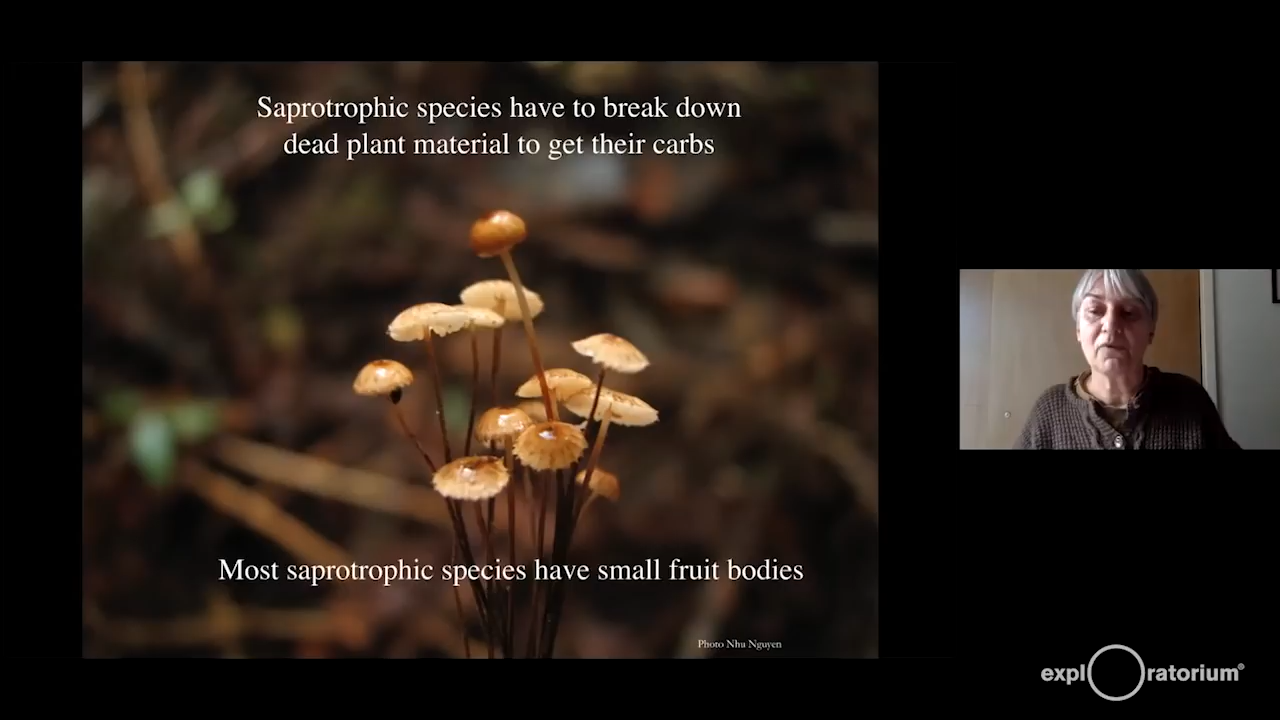 Saprotrophic species have to break down
dead plant material to get their carbs
Most saprotrophic species have small fruit bodies
Photo Nhu Nguyen
exploratorium®